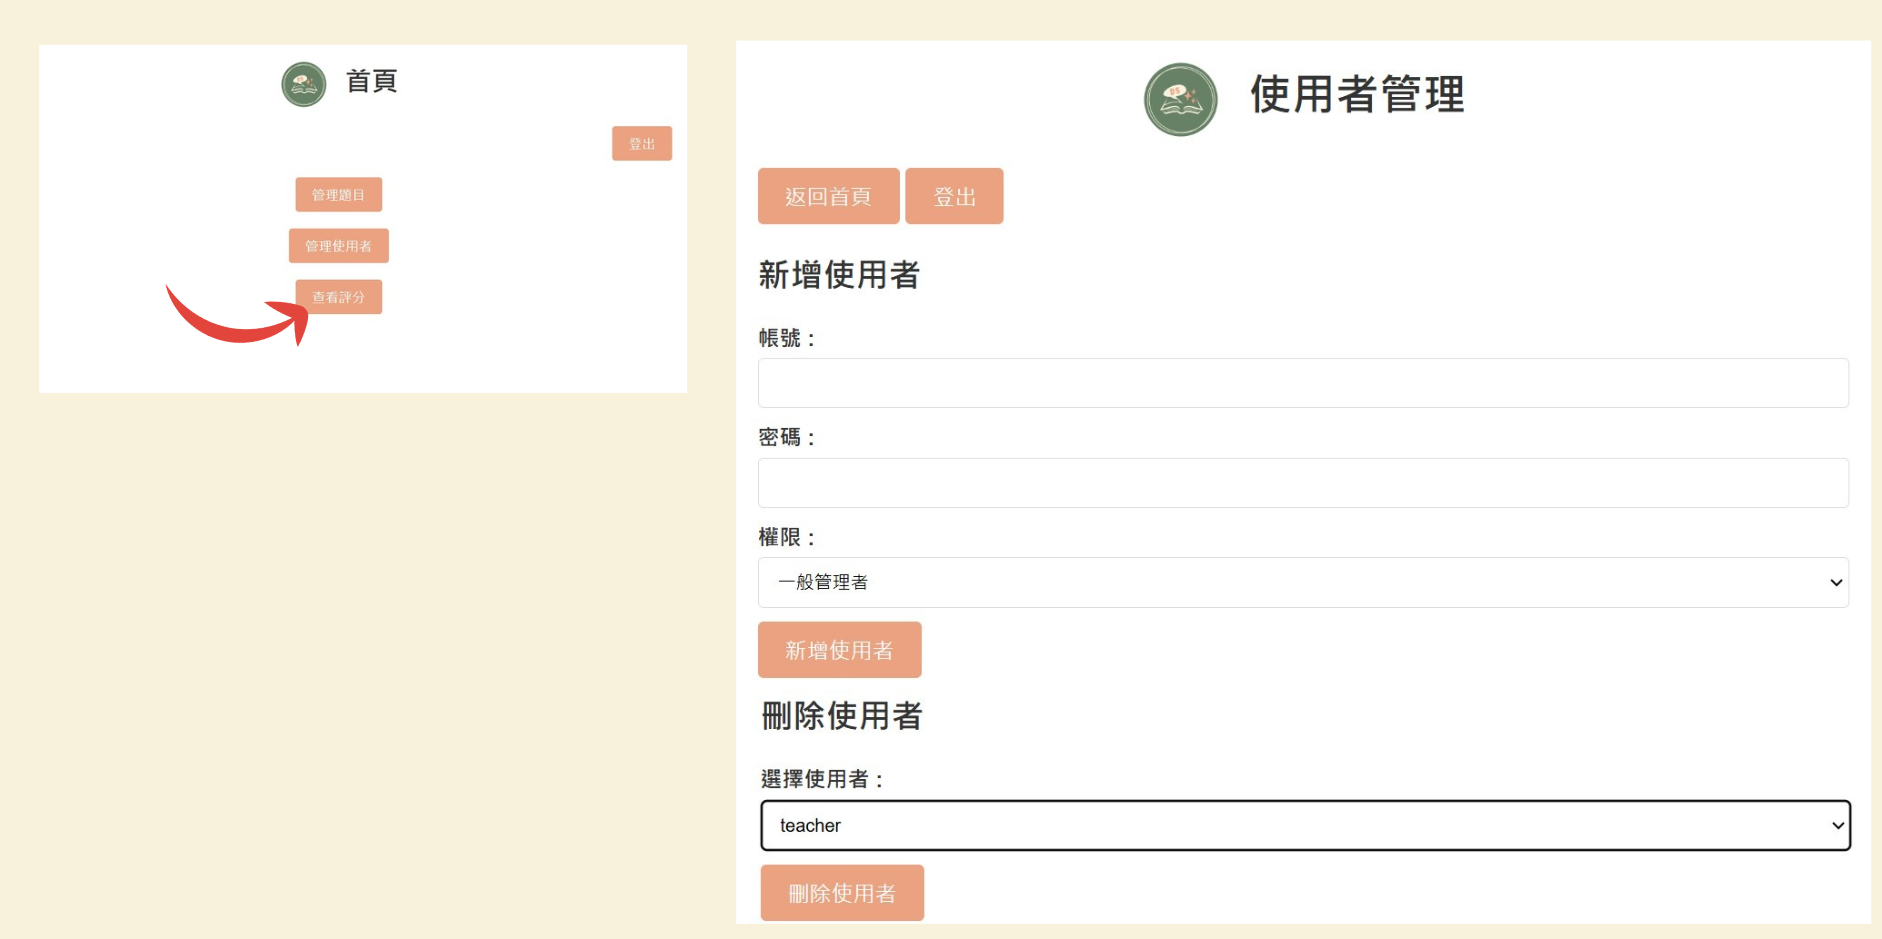 首頁
登出
管理題目
管理使用者
查看評分
DS
使用者管理
返回首頁
登出
新增使用者
帳號：
密碼：
權限：
一般管理者
新增使用者
刪除使用者
選擇使用者：
teacher
刪除使用者